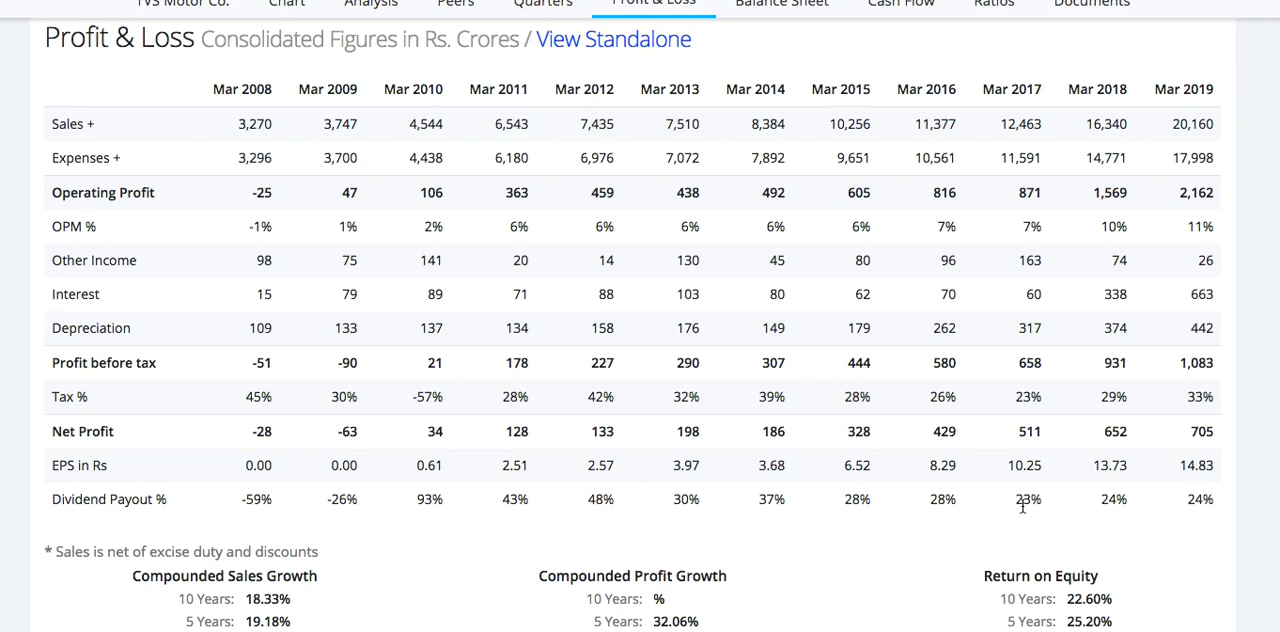 TVS Motor Co. Chart Analysis Peers Quarters Profit & Loss Balance Sheet Cash Flow Ratios Documents
Profit & Loss Consolidated Figures in Rs. Crores / View Standalone
Mar 2008 Mar 2009 Mar 2010 Mar 2011 Mar 2012 Mar 2013 Mar 2014 Mar 2015 Mar 2016 Mar 2017 Mar 2018 Mar 2019
Sales + 3,270 3,747 4,544 6,543 7,435 7,510 8,384 10,256 11,377 12,463 16,340 20,160
Expenses + 3,296 3,700 4,438 6,180 6,976 7,072 7,892 9,651 10,561 11,591 14,771 17,998
Operating Profit -25 47 106 363 459 438 492 605 816 871 1,569 2,162
OPM % -1% 1% 2% 6% 6% 6% 6% 6% 7% 7% 10% 11%
Other Income 98 75 141 20 14 130 45 80 96 163 74 26
Interest 15 79 89 71 88 103 80 62 70 60 338 663
Depreciation 109 133 137 134 158 176 149 179 262 317 374 442
Profit before tax -51 -90 21 178 227 290 307 444 580 658 931 1,083
Tax % 45% 30% -57% 28% 42% 32% 39% 28% 26% 23% 29% 33%
Net Profit -28 -63 34 128 133 198 186 328 429 511 652 705
EPS in Rs 0.00 0.00 0.61 2.51 2.57 3.97 3.68 6.52 8.29 10.25 13.73 14.83
Dividend Payout % -59% -26% 93% 43% 48% 30% 37% 28% 28% 23% 24% 24%
* Sales is net of excise duty and discounts
Compounded Sales Growth Compounded Profit Growth Return on Equity
10 Years: 18.33% 10 Years: % 10 Years: 22.60%
5 Years: 19.18% 5 Years: 32.06% 5 Years: 25.20%